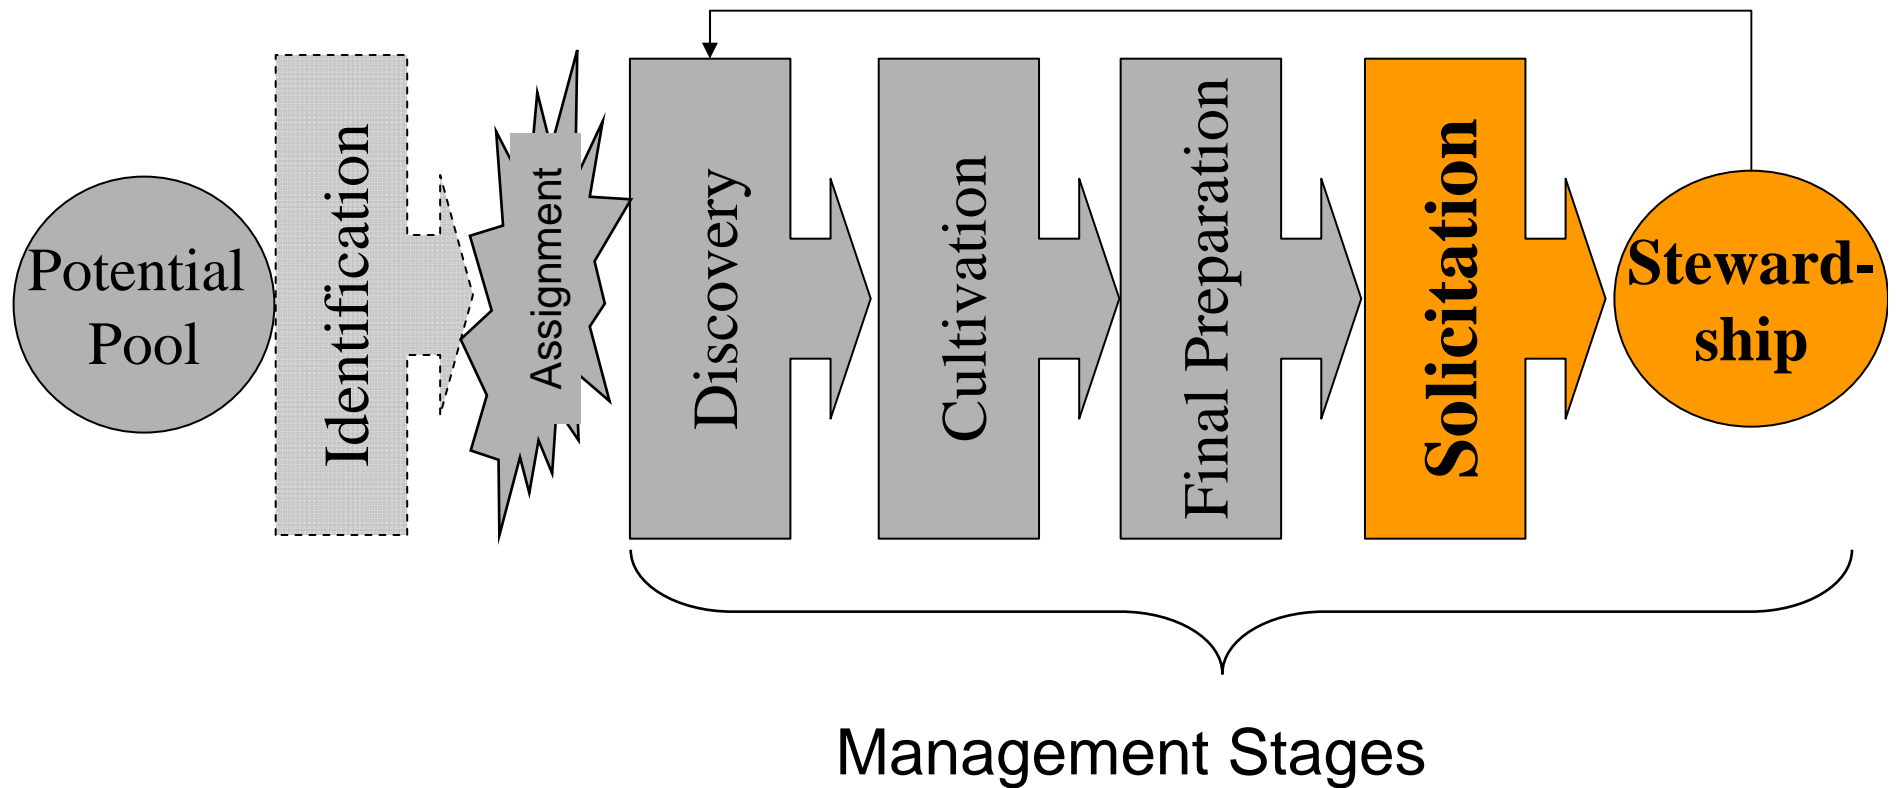 Potential
Pool
Identification
Assignment
Discovery
Cultivation
Final Preparation
Solicitation
Steward-
ship
Management Stages